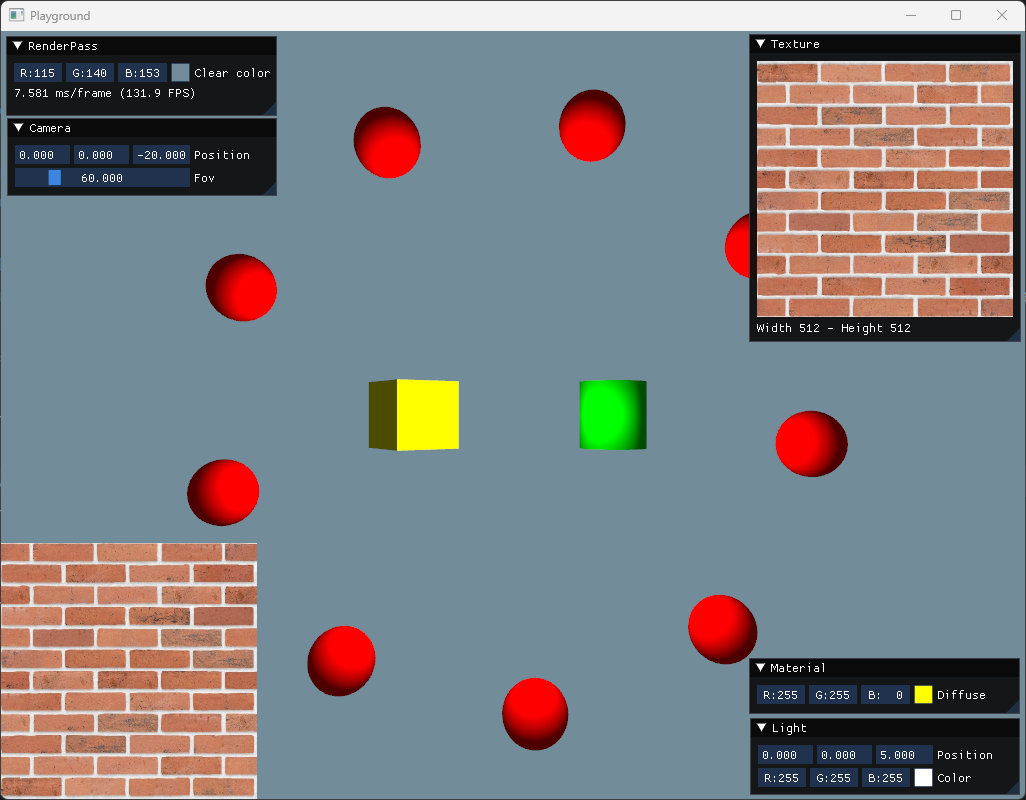 Playground
RenderPass
R:115 G:140 B:153 Clear color
7.581 ms/frame (131.9 FPS)
Camera
0.000 0.000 -20.000 Position
60.000 Fov
Texture
Width 512 - Height 512
Material
R:255 G:255 B: 0 Diffuse
Light
0.000 0.000 5.000 Position
R:255 G:255 B:255 Color